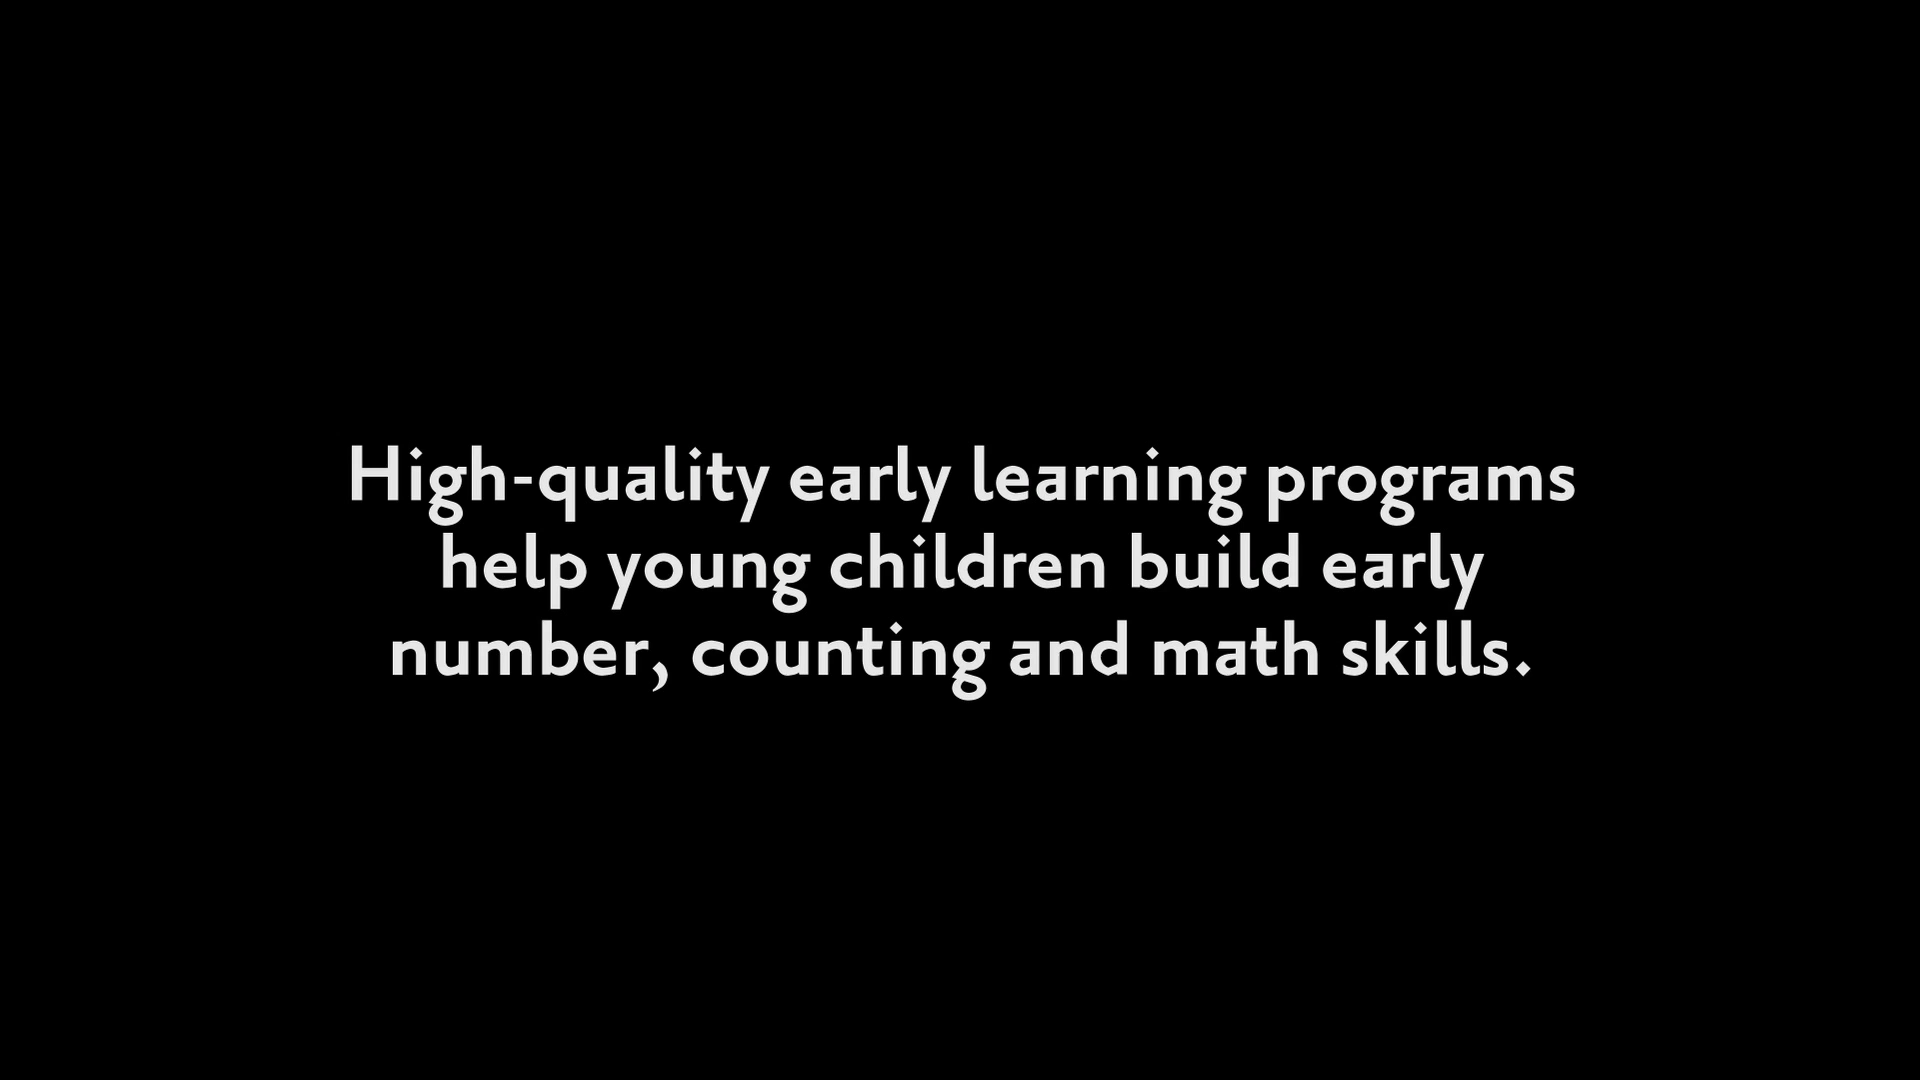 High-quality early learning programs
help young children build early
number, counting and math skills.